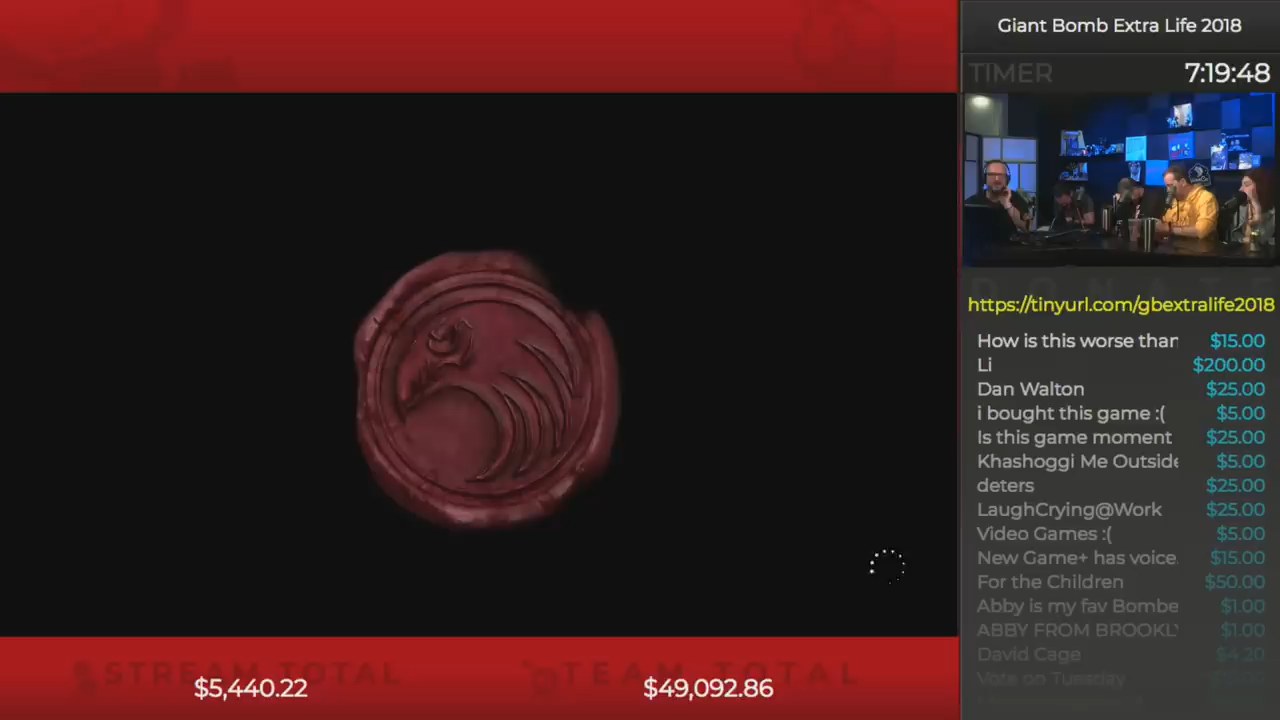 Giant Bomb Extra Life 2018
TIMER 7:19:48
DONATE
https://tinyurl.com/gbextralife2018
How is this worse than $15.00
Li $200.00
Dan Walton $25.00
i bought this game :( $5.00
Is this game moment $25.00
Khashoggi Me Outside $5.00
deters $25.00
LaughCrying@Work $25.00
Video Games :( $5.00
New Game+ has voice $15.00
For the Children $50.00
Abby is my fav Bombe $1.00
ABBY FROM BROOKLY $1.00
David Cage $4.20
Vote on Tuesday
STREAM TOTAL TEAM TOTAL
$5,440.22 $49,092.86